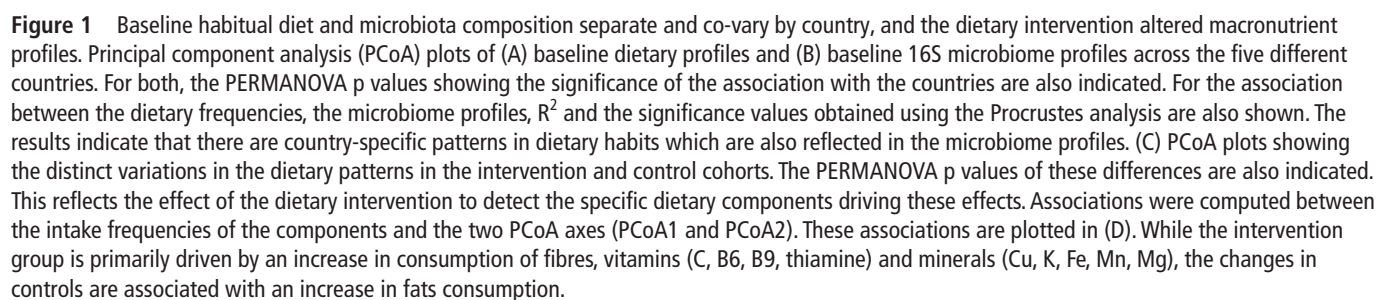 Figure 1 Baseline habitual diet and microbiota composition separate and co-vary by country, and the dietary intervention altered macronutrient
profiles. Principal component analysis (PCoA) plots of (A) baseline dietary profiles and (B) baseline 16S microbiome profiles across the five different
countries. For both, the PERMANOVA p values showing the significance of the association with the countries are also indicated. For the association
between the dietary frequencies, the microbiome profiles, R² and the significance values obtained using the Procrustes analysis are also shown. The
results indicate that there are country-specific patterns in dietary habits which are also reflected in the microbiome profiles. (C) PCoA plots showing
the distinct variations in the dietary patterns in the intervention and control cohorts. The PERMANOVA p values of these differences are also indicated.
This reflects the effect of the dietary intervention to detect the specific dietary components driving these effects. Associations were computed between
the intake frequencies of the components and the two PCoA axes (PCoA1 and PCoA2). These associations are plotted in (D). While the intervention
group is primarily driven by an increase in consumption of fibres, vitamins (C, B6, B9, thiamine) and minerals (Cu, K, Fe, Mn, Mg), the changes in
controls are associated with an increase in fats consumption.